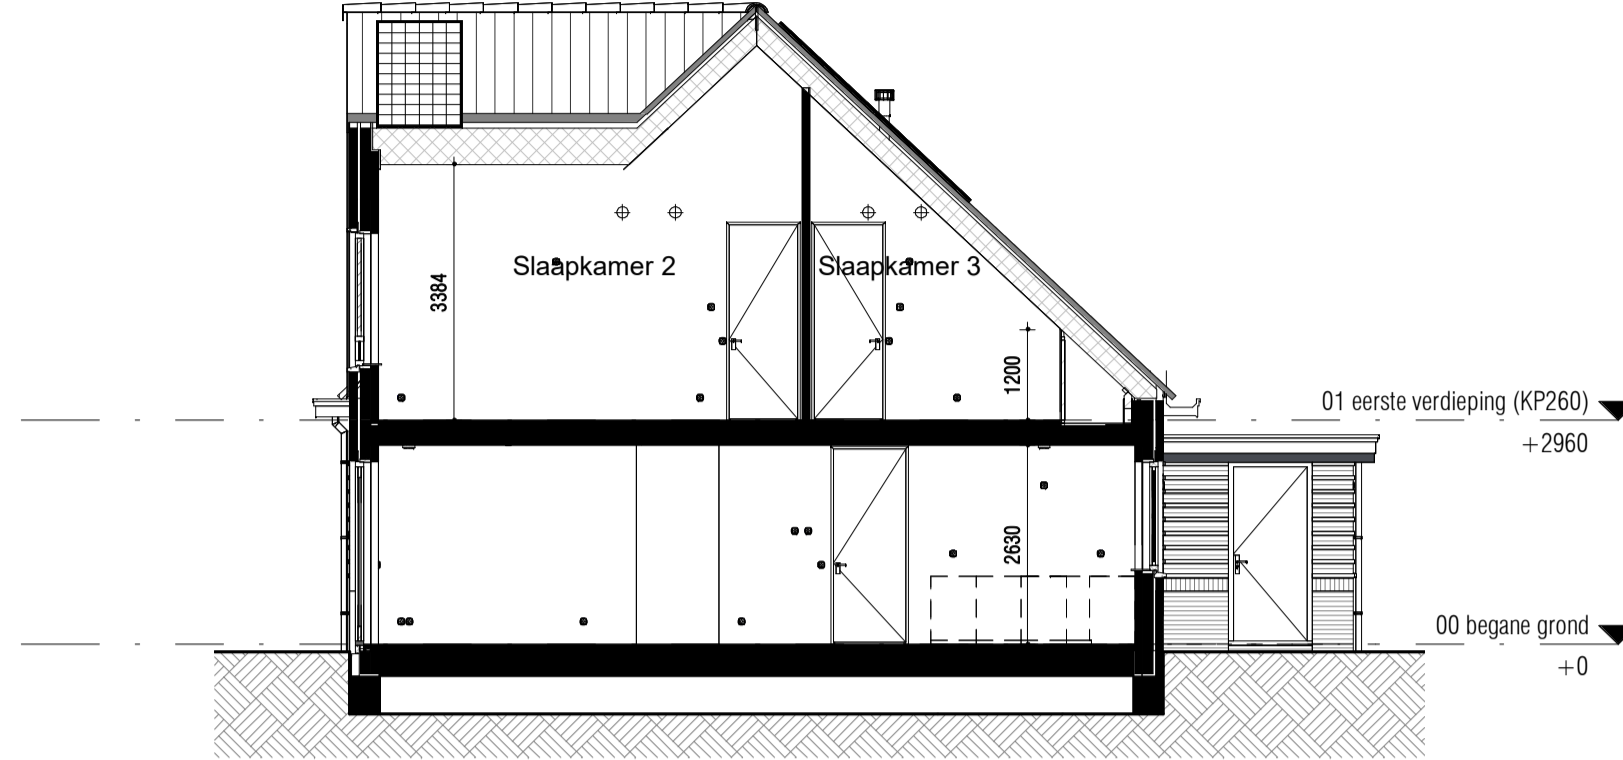 Slaapkamer 2
Slaapkamer 3
3384
1200
01 eerste verdieping (KP260)
+2960
2630
00 begane grond
+0